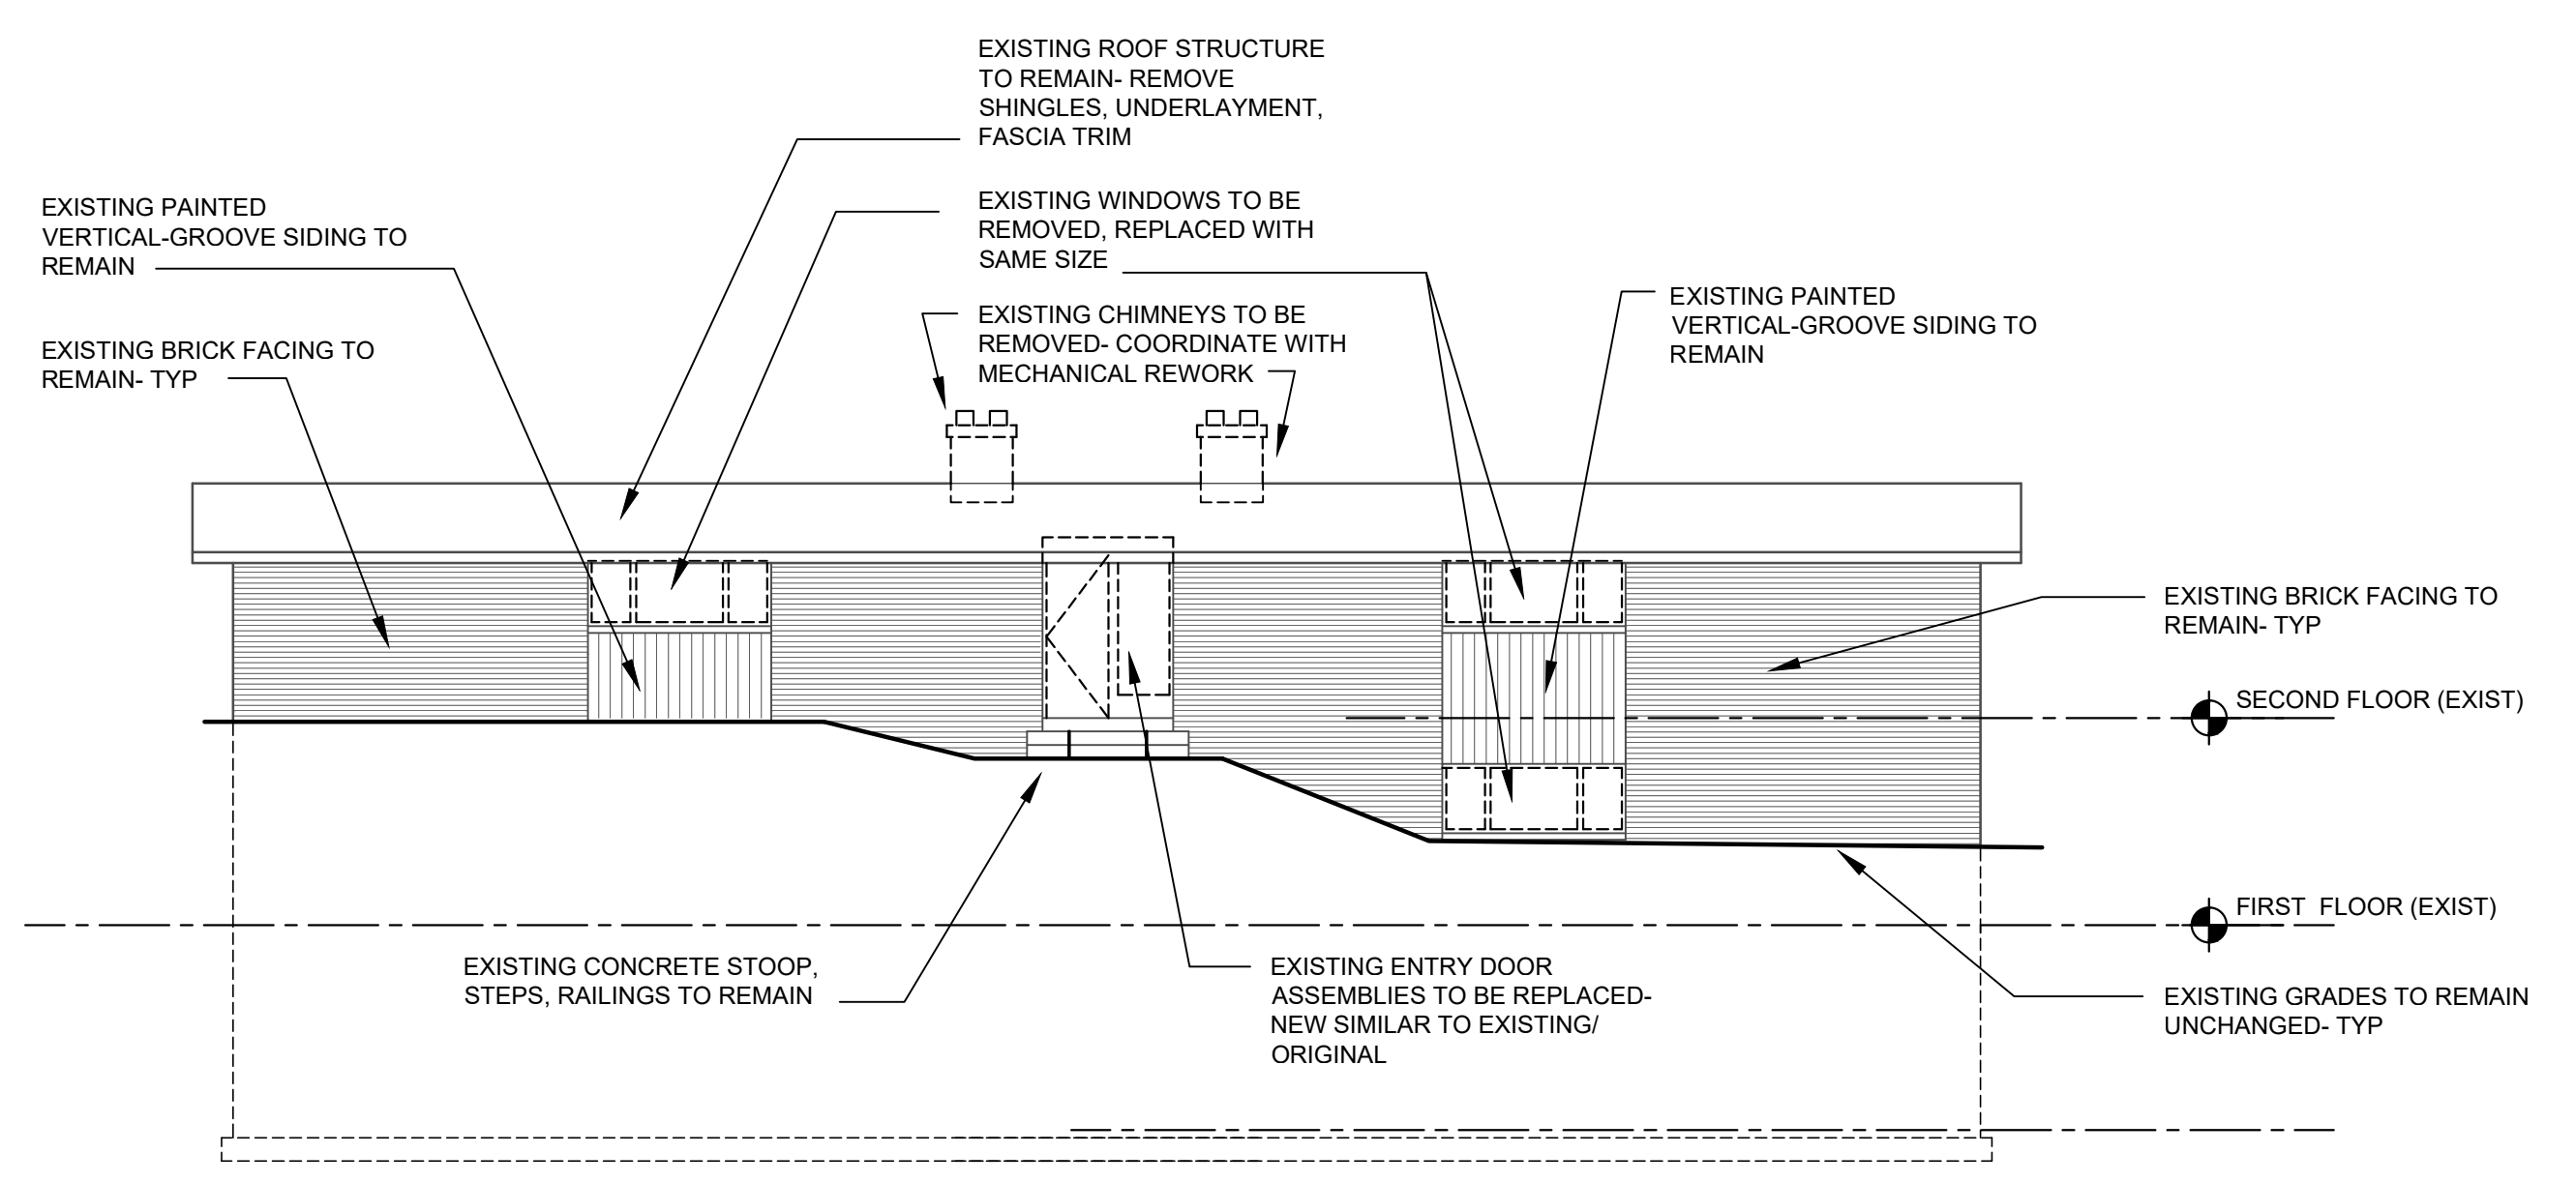 EXISTING ROOF STRUCTURE
TO REMAIN- REMOVE
SHINGLES, UNDERLAYMENT,
FASCIA TRIM
EXISTING PAINTED
VERTICAL-GROOVE SIDING TO
REMAIN
EXISTING WINDOWS TO BE
REMOVED, REPLACED WITH
SAME SIZE
EXISTING PAINTED
VERTICAL-GROOVE SIDING TO
REMAIN
EXISTING CHIMNEYS TO BE
REMOVED- COORDINATE WITH
MECHANICAL REWORK
EXISTING BRICK FACING TO
REMAIN- TYP
EXISTING BRICK FACING TO
REMAIN- TYP
SECOND FLOOR (EXIST)
FIRST  FLOOR (EXIST)
EXISTING CONCRETE STOOP,
STEPS, RAILINGS TO REMAIN
EXISTING ENTRY DOOR
ASSEMBLIES TO BE REPLACED-
NEW SIMILAR TO EXISTING/
ORIGINAL
EXISTING GRADES TO REMAIN
UNCHANGED- TYP